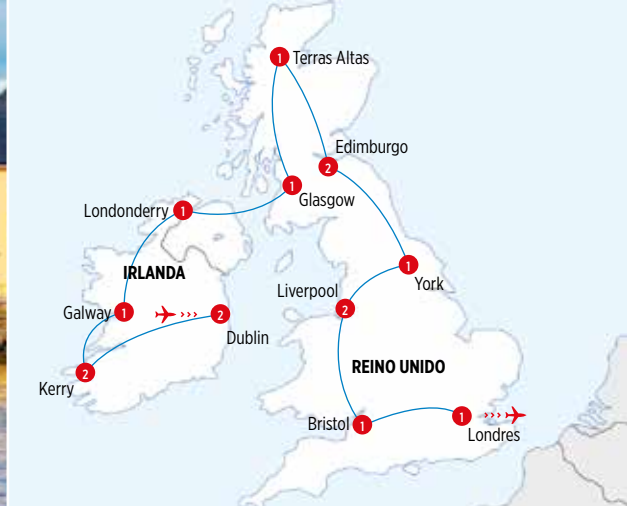 1 Terras Altas
Edimburgo
2
1
Glasgow
Londonderry 1
IRLANDA
1
York
Liverpool
2
Galway 1
2
Dublin
2
Kerry
REINO UNIDO
Bristol 1
1
Londres